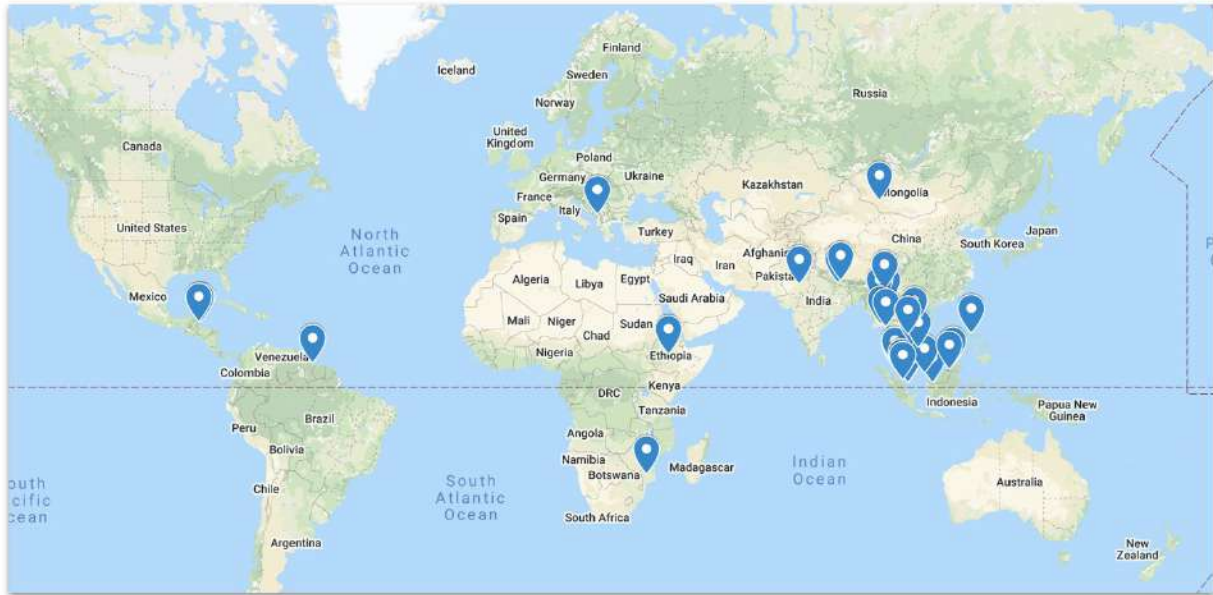 Iceland
Finland
Sweden
Norway
Russia
Canada
United
Kingdom
Poland
Germany
Ukraine
France
Kazakhstan
Mongolia
Italy
Spain
Turkey
United States
North
Atlantic
Ocean
China
Japan
South Korea
Afghanis
Iraq
Iran
Pakista
Algeria
Libya
Egypt
Saudi Arabia
India
Mexico
Mali
Niger
Chad
Sudan
Nigeria
Ethiopia
Venezuela
Colombia
Kenya
DRC
Tanzania
Indonesia
Papua New
Guinea
Peru
Brazil
Bolivia
Angola
Namibia
Botswana
Madagascar
Indian
Ocean
Australia
Chile
South
Atlantic
Ocean
South Africa
Argentina
New
Zealand
outh
cific
cean
P